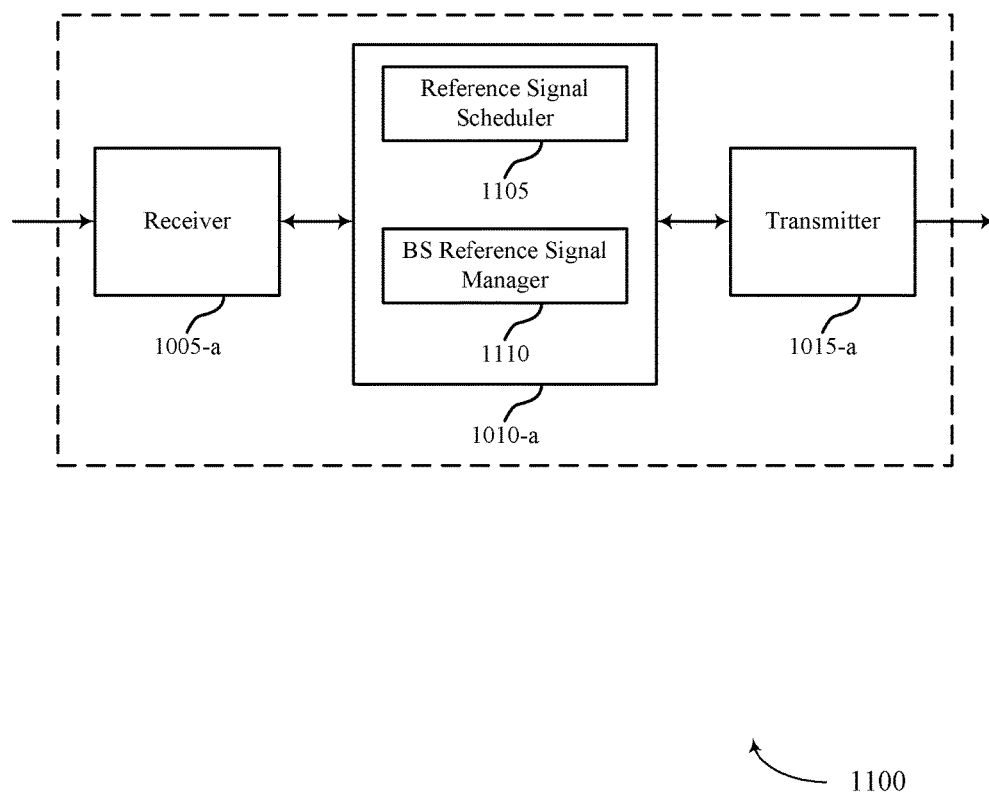 Reference Signal
Scheduler
1105
Receiver
Transmitter
BS Reference Signal
Manager
1005-a
1110
1015-a
1010-a
1100